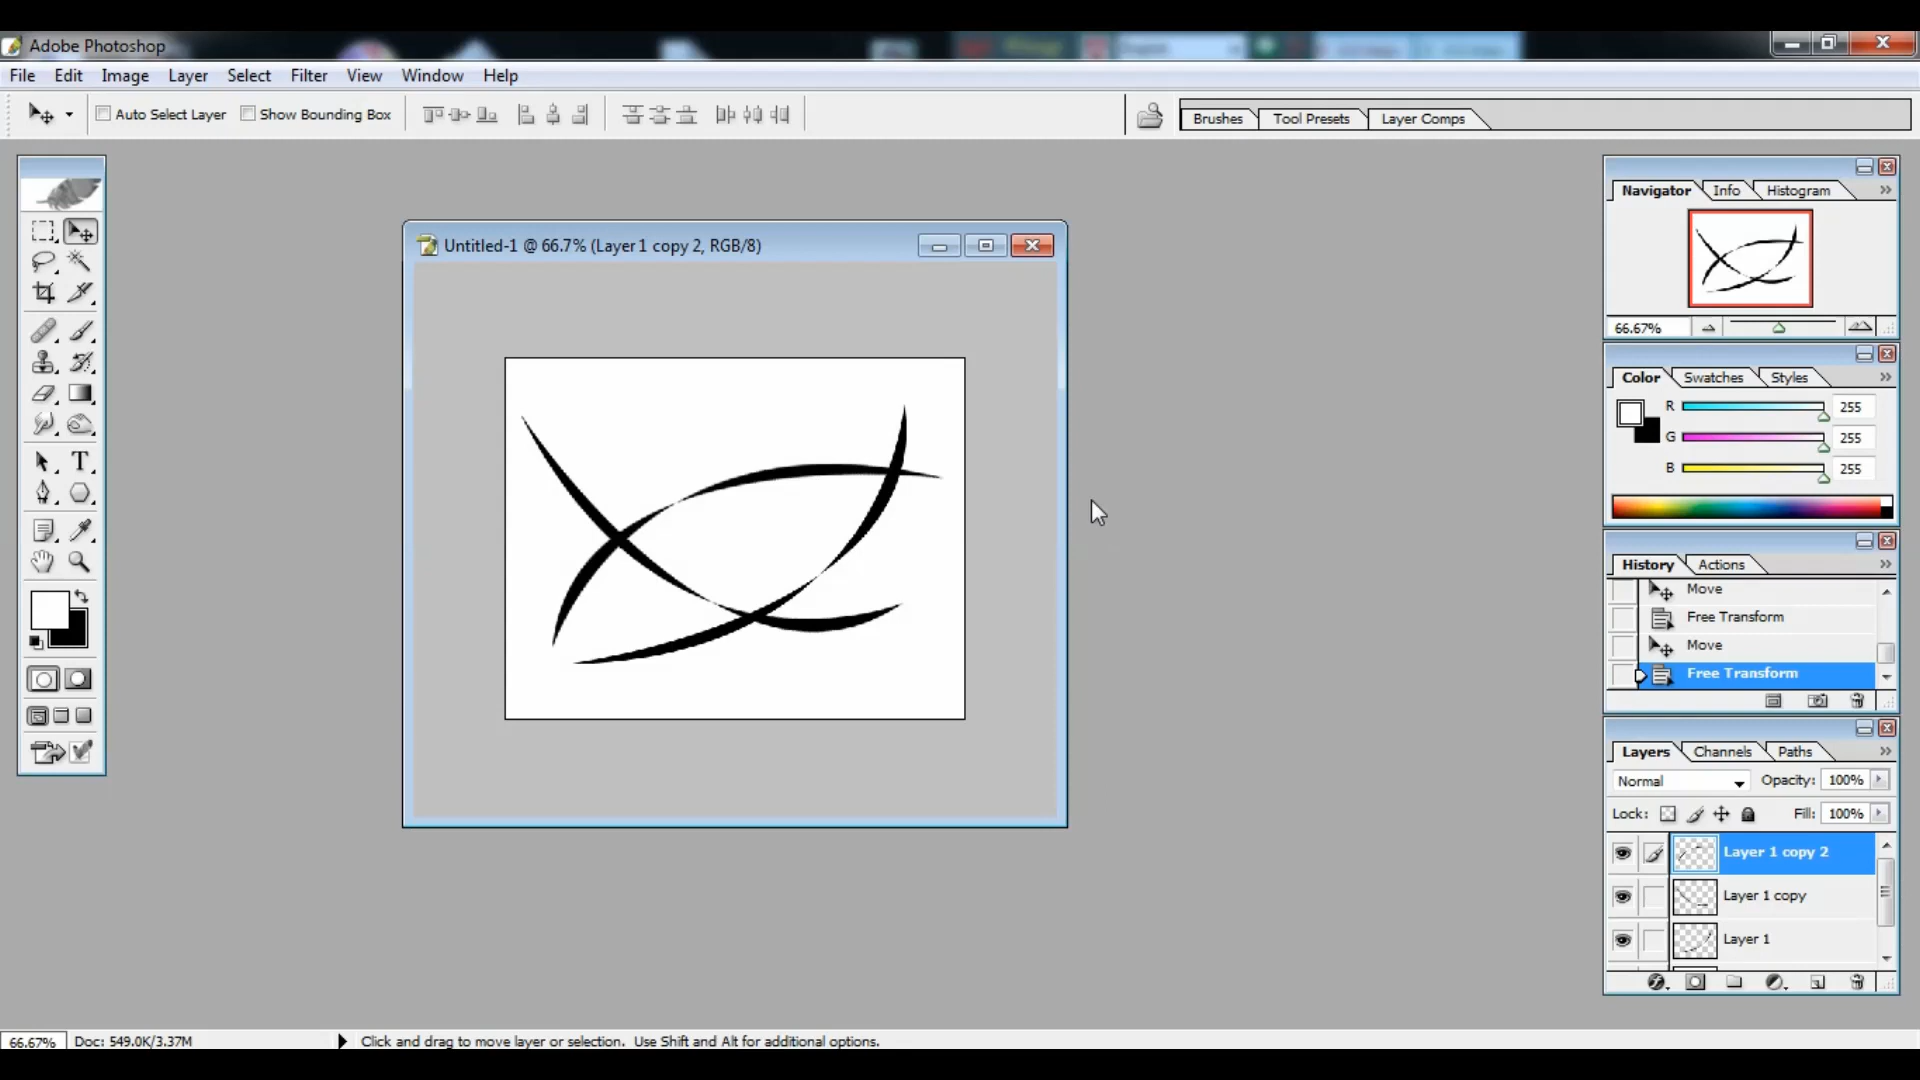 Adobe Photoshop
File Edit Image Layer Select Filter View Window Help
Auto Select Layer Show Bounding Box Brushes Tool Presets Layer Comps
Untitled-1 @ 66.7% (Layer 1 copy 2, RGB/8)
Navigator Info Histogram
66.67%
Color Swatches Styles
R 255
G 255
B 255
History Actions
Move
Free Transform
Move
Free Transform
Layers Channels Paths
Normal Opacity: 100%
Lock: Fill: 100%
Layer 1 copy 2
Layer 1 copy
Layer 1
66.67% Doc: 549.0K/3.37M Click and drag to move layer or selection. Use Shift and Alt for additional options.